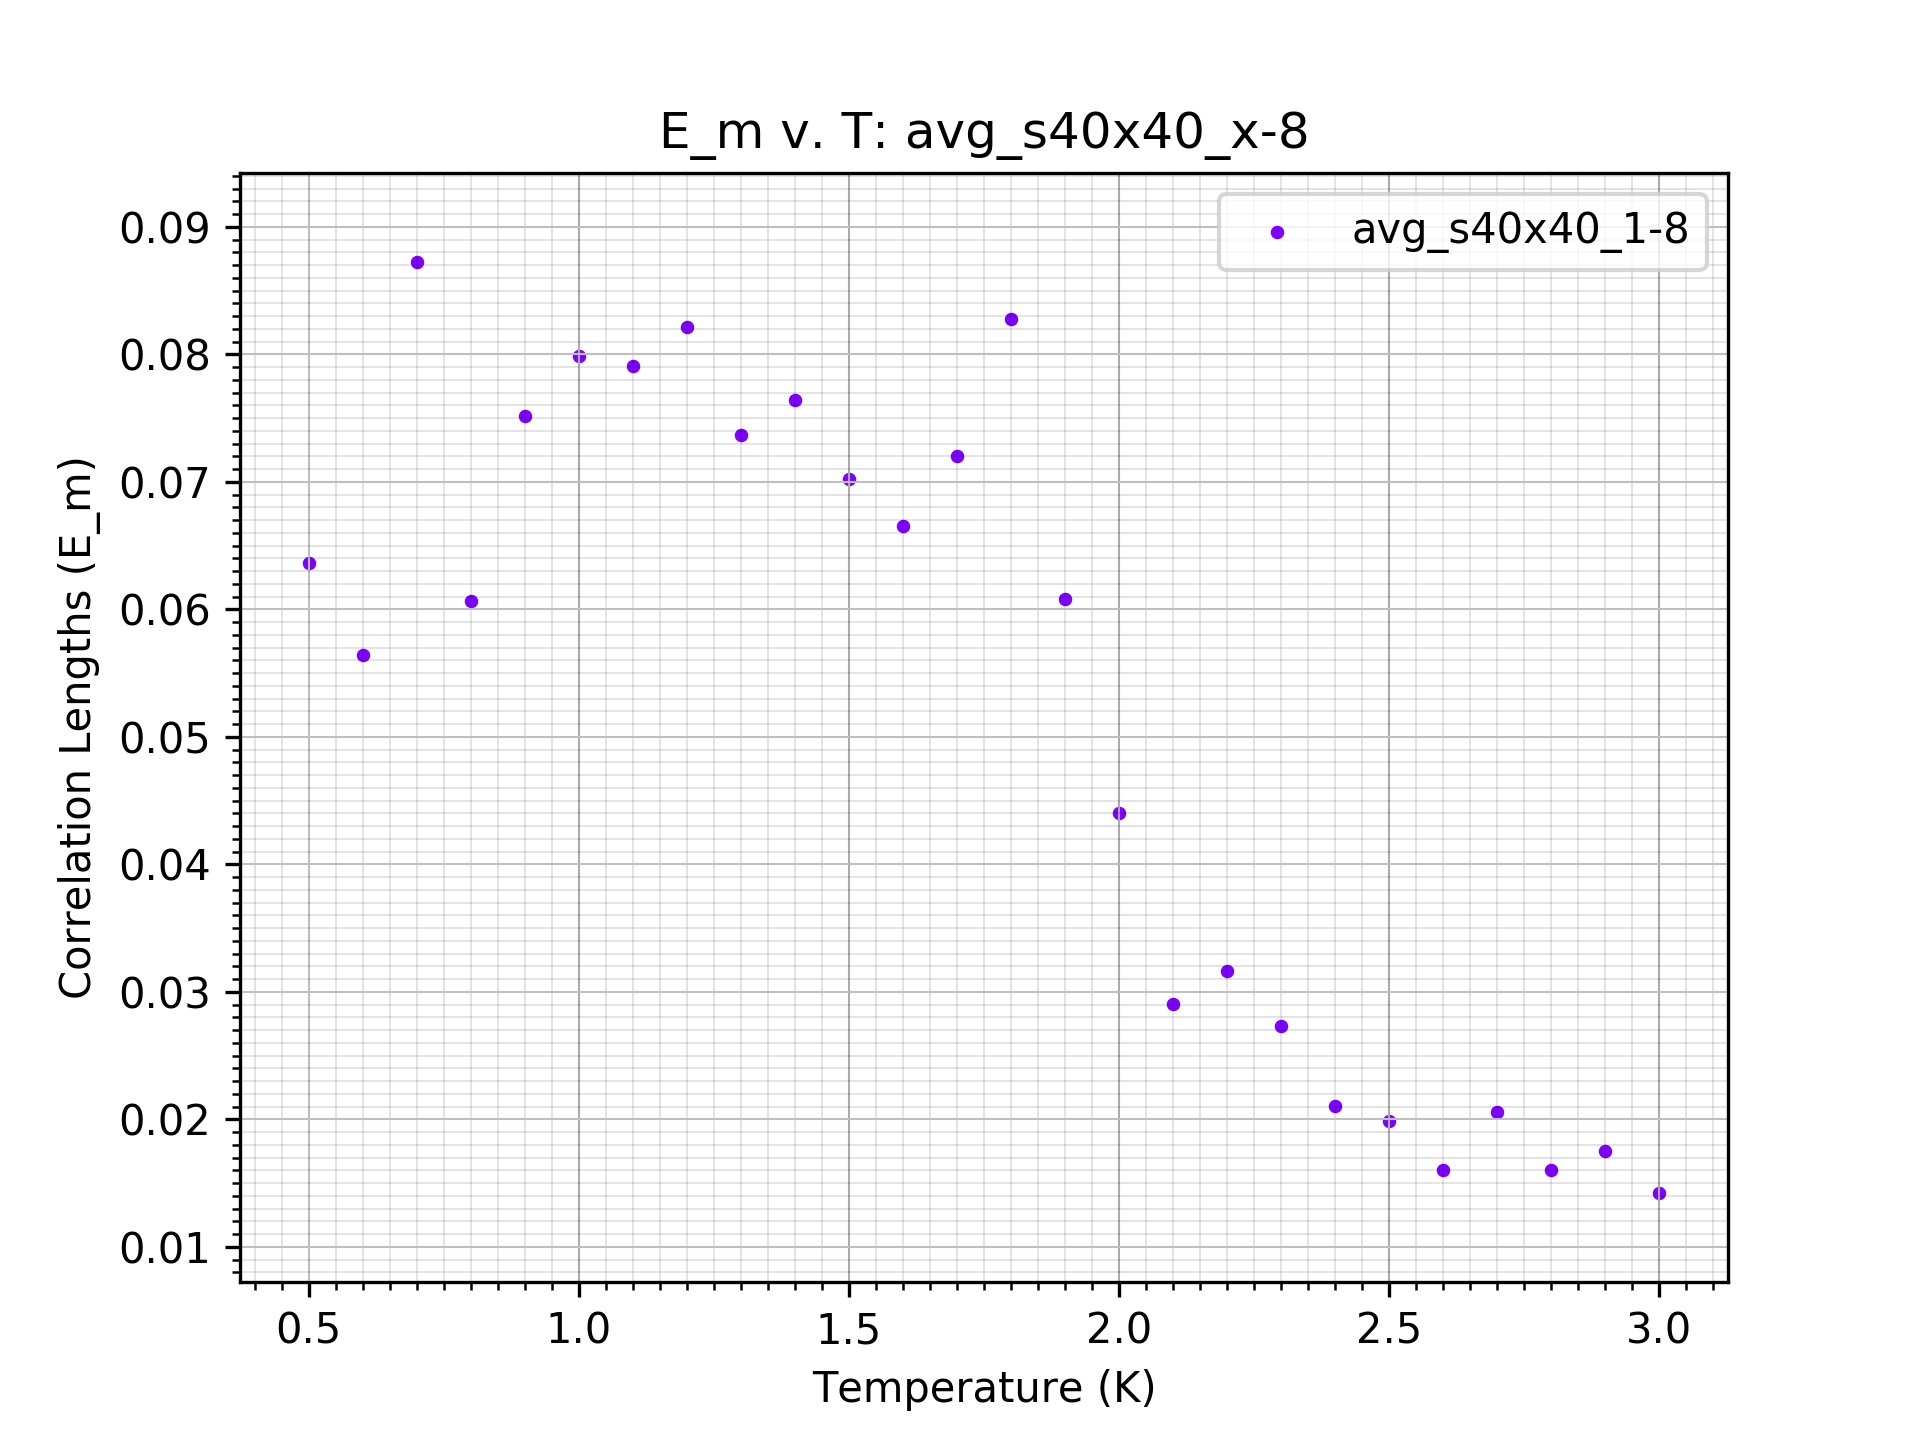 E_m v. T: avg_s40x40_x-8
avg_s40x40_1-8
Correlation Lengths (E_m)
0.09
0.08
0.07
0.06
0.05
0.04
0.03
0.02
0.01
0.5 1.0 1.5 2.0 2.5 3.0
Temperature (K)